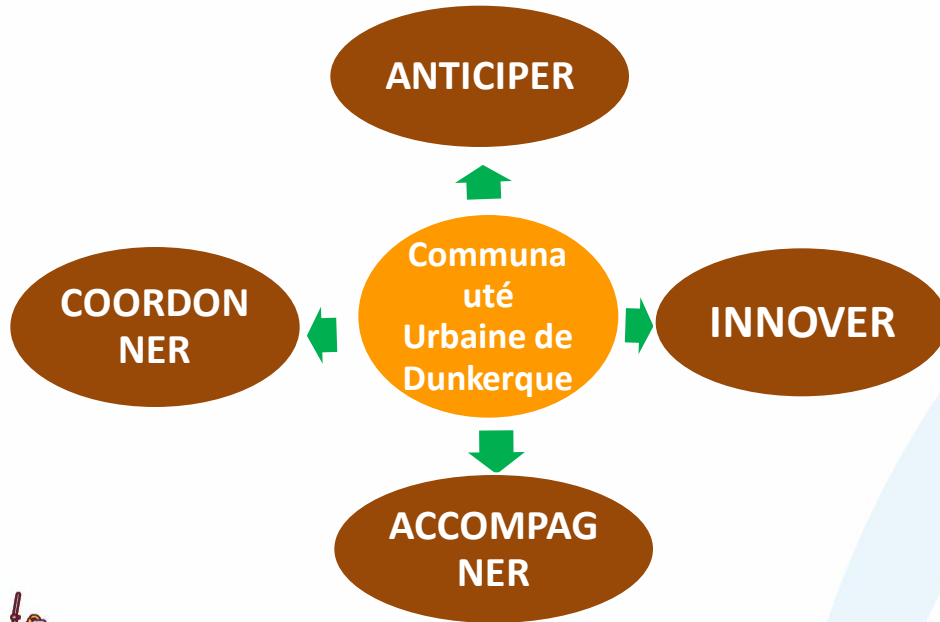 ANTICIPER
Communa
uté
Urbaine de
Dunkerque
COORDON
NER
INNOVER
ACCOMPAG
NER